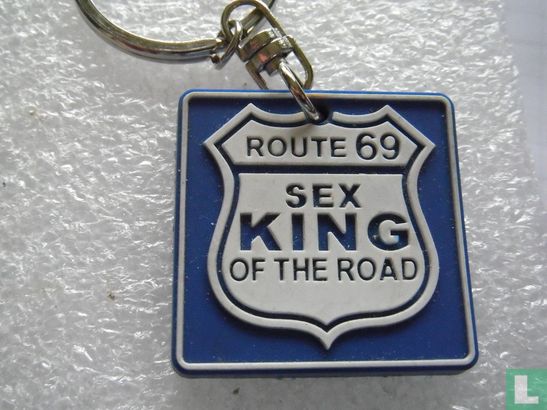 ROUTE 69
SEX
KING
OF THE ROAD
L